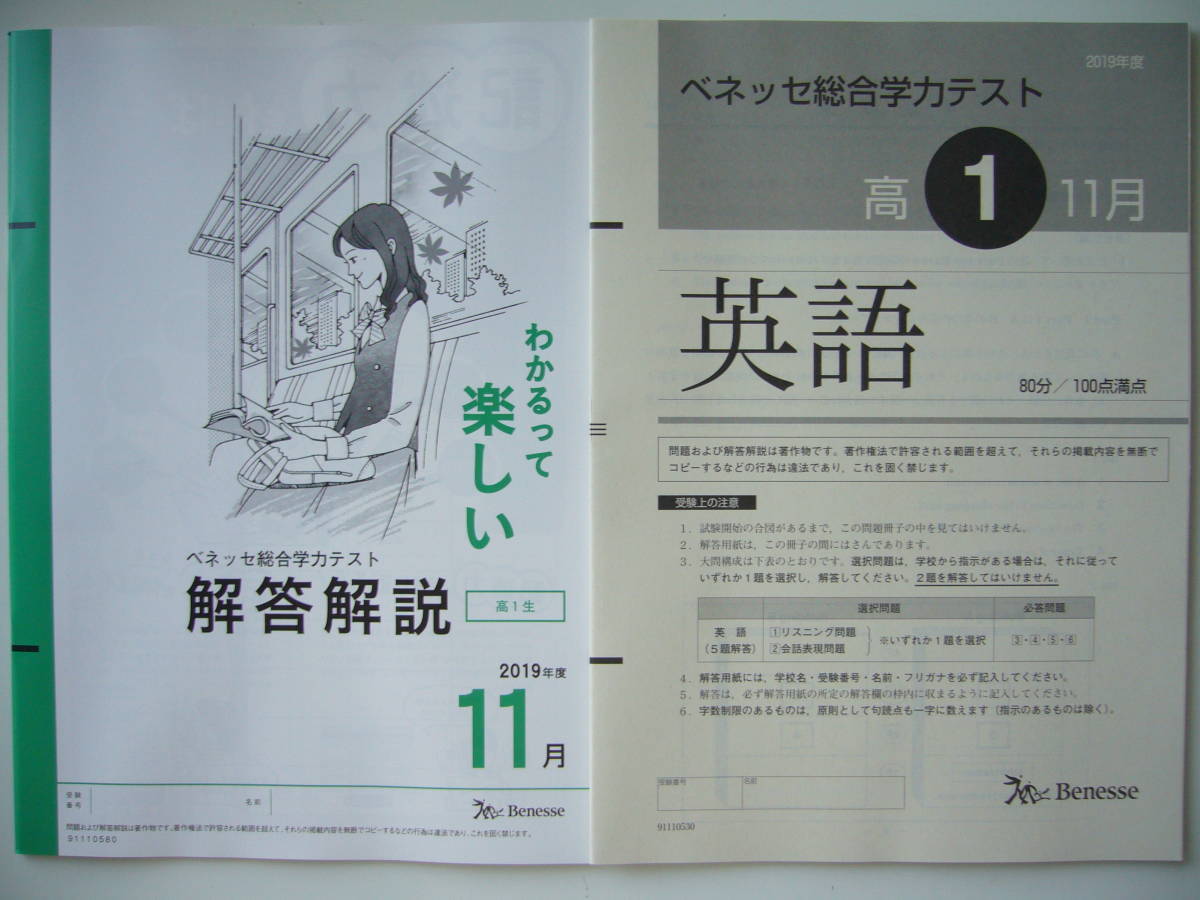 わかるって
楽しい
ベネッセ総合学力テスト
解答解説
高1生
2019年度
11月
受験
番号
名前
Benesse
問題および解答解説は著作物です。著作権法で許容される範囲を超えて、それらの掲載内容を無断でコピーするなどの行為は違法であり、これを固く禁じます。
91110580
2019年度
ベネッセ総合学力テスト
高 1 11月
英語
80分/100点満点
問題および解答解説は著作物です。著作権法で許容される範囲を超えて、それらの掲載内容を無断で
コピーするなどの行為は違法であり、これを固く禁じます。
受験上の注意
1. 試験開始の合図があるまで、この問題冊子の中を見てはいけません。
2. 解答用紙は、この冊子の間にはさんであります。
3. 大問構成は下表のとおりです。選択問題は、学校から指示がある場合は、それに従って
いずれか1題を選択し、解答してください。2題を解答してはいけません。
選択問題 必答問題
英語 1リスニング問題
(5題解答) 2会話表現問題 ※いずれか1題を選択 3・4・5・6
4. 解答用紙には、学校名・受験番号・名前・フリガナを必ず記入してください。
5. 解答は、必ず解答用紙の所定の解答欄の枠内に収まるように記入してください。
6. 字数制限のあるものは、原則として句読点も一字に数えます(指示のあるものは除く)。
受験番号 名前
Benesse
91110530